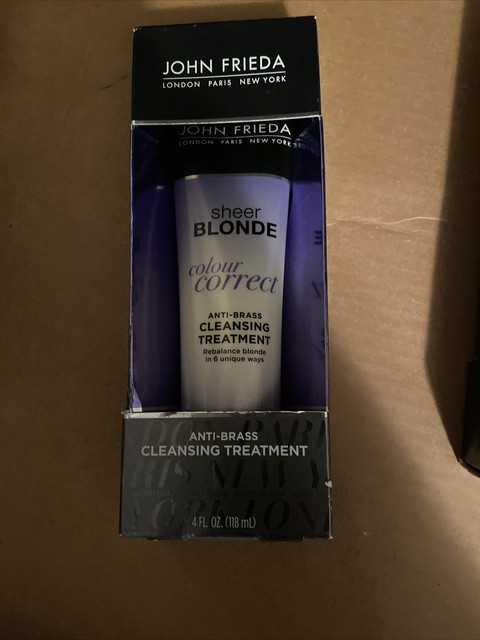 JOHN FRIEDA
LONDON PARIS NEW YORK
JOHN FRIEDA
LONDON PARIS NEW YORK
sheer
BLONDE
colour
correct
ANTI-BRASS
CLEANSING
TREATMENT
Rebalance blonde
in 6 unique ways
ANTI-BRASS
CLEANSING TREATMENT
4 FL. OZ. (118 mL)